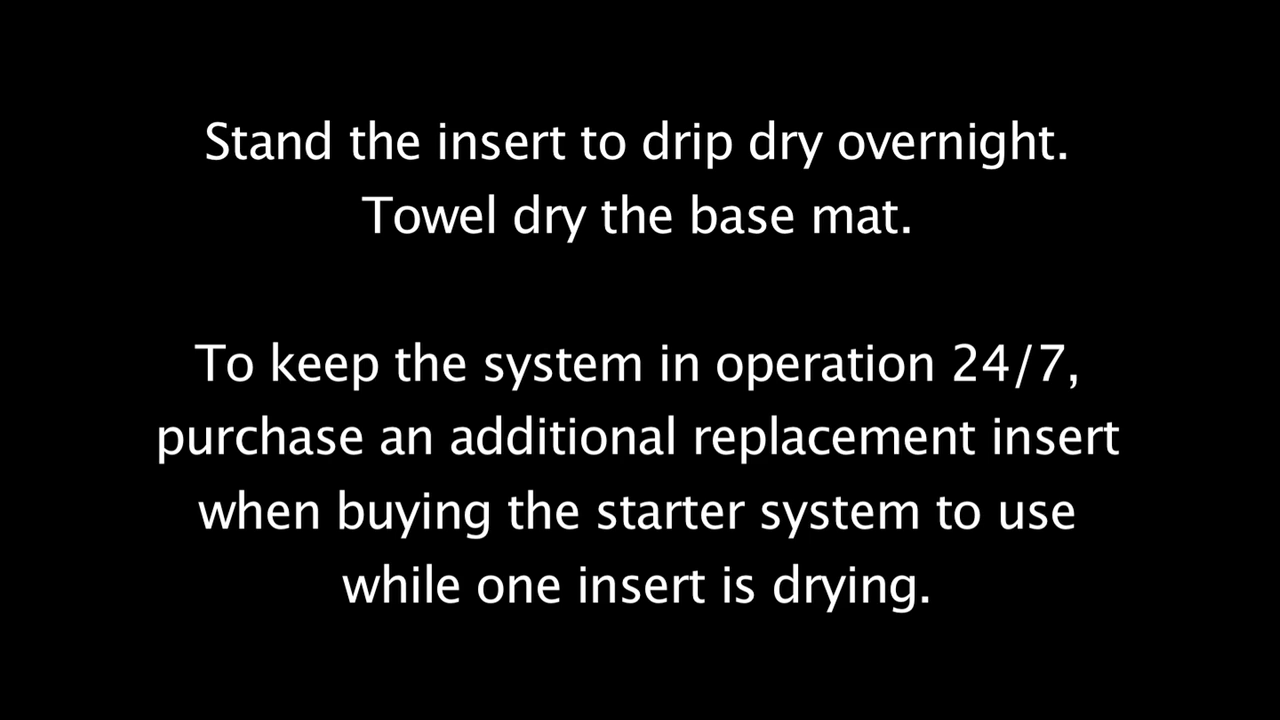 Stand the insert to drip dry overnight.
Towel dry the base mat.
To keep the system in operation 24/7,
purchase an additional replacement insert
when buying the starter system to use
while one insert is drying.